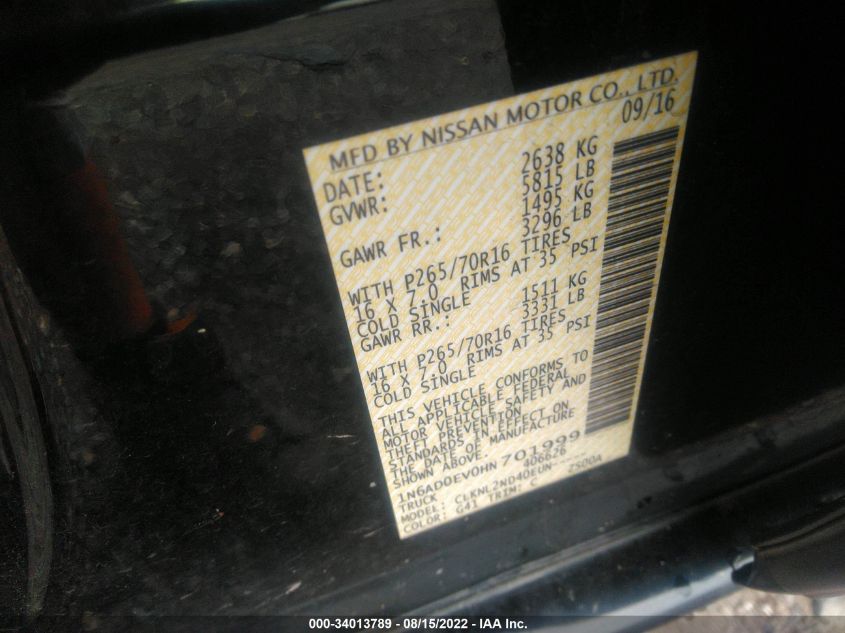 MFD BY NISSAN MOTOR CO., LTD.
DATE: 09/16
GVWR: 2638 KG
5815 LB
GAWR FR.: 1495 KG
3296 LB
WITH P265/70R16 TIRES
16 X 7.0 RIMS AT 35 PSI
COLD SINGLE
GAWR RR.: 1511 KG
3331 LB
WITH P265/70R16 TIRES
16 X 7.0 RIMS AT 35 PSI
COLD SINGLE
THIS VEHICLE CONFORMS TO
ALL APPLICABLE FEDERAL
MOTOR VEHICLE SAFETY AND
THEFT PREVENTION
STANDARDS IN EFFECT ON
THE DATE OF MANUFACTURE
SHOWN ABOVE.
1N6AD0EV0HN 701999
TRUCK 406626
MODEL: CLKNL2ND40EUN-----
COLOR: G41 TRIM: C ZS00A
000-34013789 - 08/15/2022 - IAA Inc.